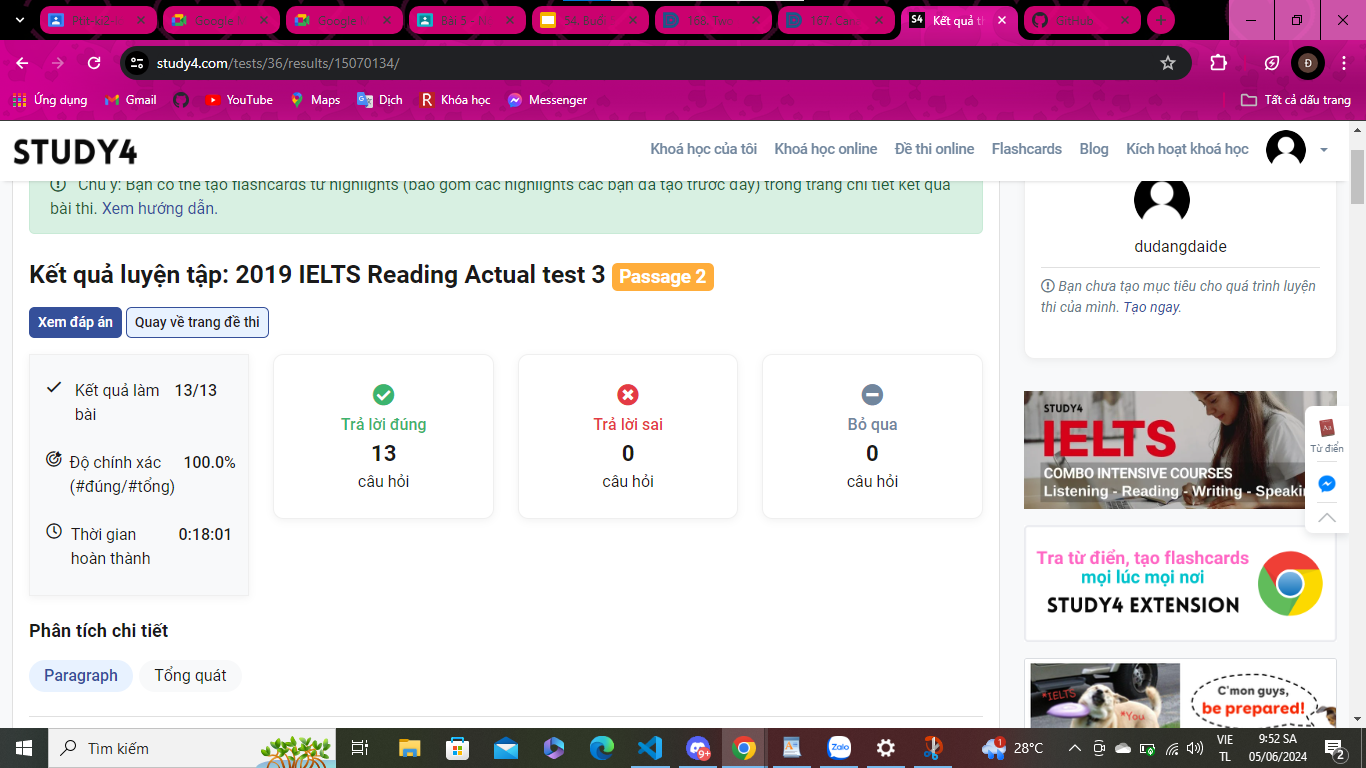 Google
Google
Bài 5 -
168. Two
167.
S4 Kết quả th
GitHub
study4.com/tests/36/results/15070134/
Đ
Ứng dụng Gmail YouTube Maps Dịch Khóa học Messenger Tất cả dấu trang
STUDY4
Khoá học của tôi Khoá học online Đề thi online Flashcards Blog Kích hoạt khoá học
Chú ý: Bạn có thể tạo flashcards từ highlights (bao gồm các highlights các bạn đã tạo trước đây) trong trang chi tiết kết quả
bài thi. Xem hướng dẫn.
Kết quả luyện tập: 2019 IELTS Reading Actual test 3 Passage 2
Xem đáp án Quay về trang đề thi
Kết quả làm 13/13
bài
Độ chính xác 100.0%
(#đúng/#tổng)
Thời gian 0:18:01
hoàn thành
Trả lời đúng
13
câu hỏi
Trả lời sai
0
câu hỏi
Bỏ qua
0
câu hỏi
Phân tích chi tiết
Paragraph Tổng quát
dudangdaide
Bạn chưa tạo mục tiêu cho quá trình luyện
thi của mình. Tạo ngay.
STUDY4
IELTS
COMBO INTENSIVE COURSES
Listening - Reading - Writing - Speakin
Từ điển
Tra từ điển, tạo flashcards
mọi lúc mọi nơi
STUDY4 EXTENSION
*IELTS
*You
C'mon guys,
be prepared!
Tìm kiếm
9+
Zalo
1
28°C
VIE
TL
9:52 SA
05/06/2024
2